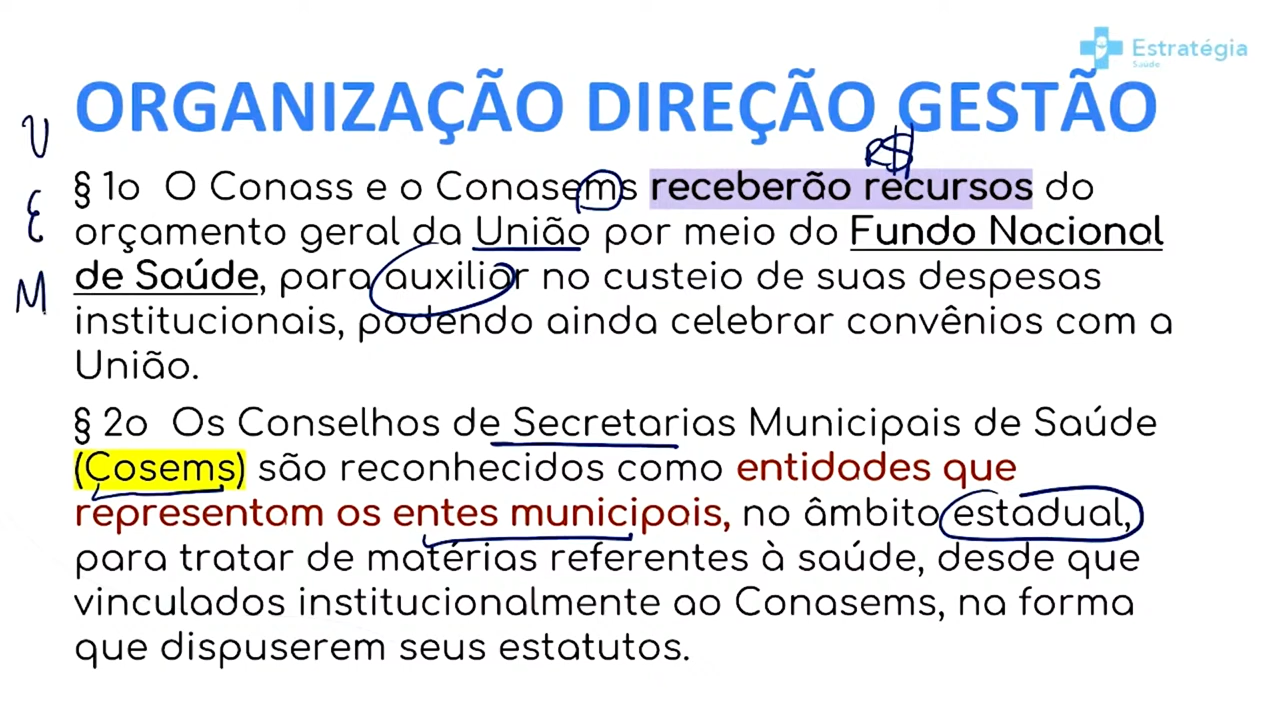 Estratégia
Saúde
ORGANIZAÇÃO DIREÇÃO GESTÃO
U
E
M
R$
§ 1o O Conass e o Conasems receberão recursos do
orçamento geral da União por meio do Fundo Nacional
de Saúde, para auxiliar no custeio de suas despesas
institucionais, podendo ainda celebrar convênios com a
União.
§ 2o Os Conselhos de Secretarias Municipais de Saúde
(Cosems) são reconhecidos como entidades que
representam os entes municipais, no âmbito estadual,
para tratar de matérias referentes à saúde, desde que
vinculados institucionalmente ao Conasems, na forma
que dispuserem seus estatutos.